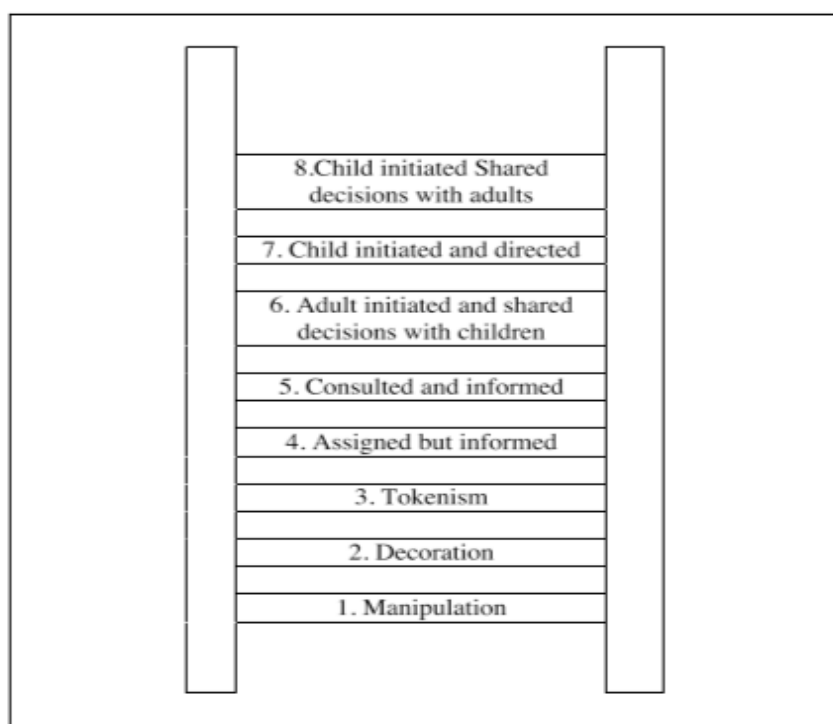 8.Child initiated Shared
decisions with adults
7. Child initiated and directed
6. Adult initiated and shared
decisions with children
5. Consulted and informed
4. Assigned but informed
3. Tokenism
2. Decoration
1. Manipulation